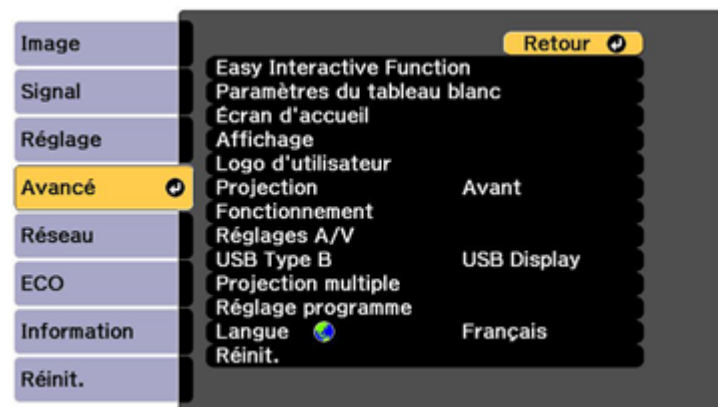 Image
Signal
Réglage
Avancé
Réseau
ECO
Information
Réinit.
Retour
Easy Interactive Function
Paramètres du tableau blanc
Écran d'accueil
Affichage
Logo d'utilisateur
Projection Avant
Fonctionnement
Réglages A/V
USB Type B USB Display
Projection multiple
Réglage programme
Langue Français
Réinit.